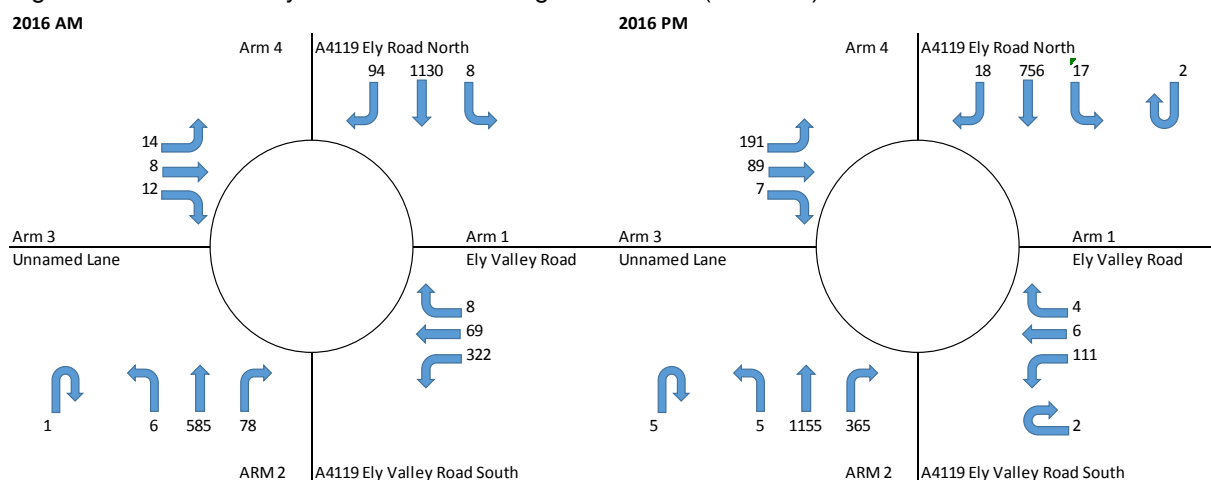 2016 AM
Arm 4
A4119 Ely Road North
94 1130 8
14
8
12
Arm 3
Unnamed Lane
Arm 1
Ely Valley Road
8
69
322
1 6 585 78
ARM 2
A4119 Ely Valley Road South
2016 PM
Arm 4
A4119 Ely Road North
18 756 17 2
191
89
7
Arm 3
Unnamed Lane
Arm 1
Ely Valley Road
4
6
111
2
5 5 1155 365
ARM 2
A4119 Ely Valley Road South